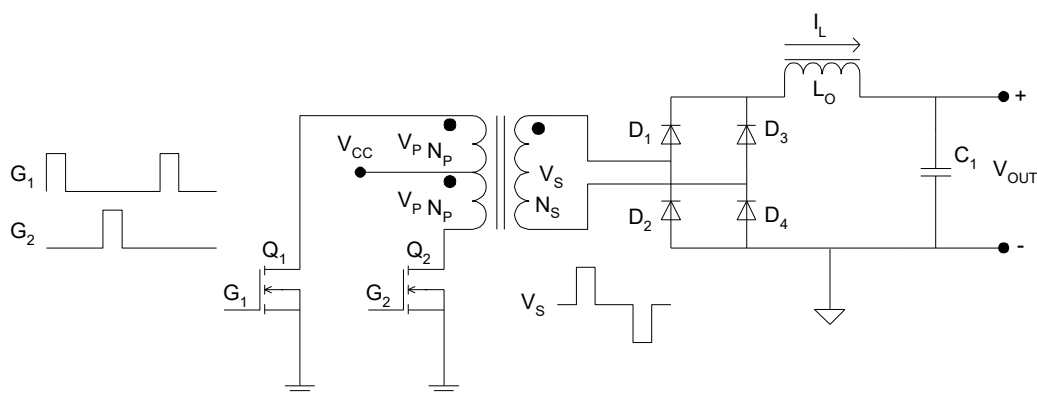 I_L
L_O
+
V_P N_P
V_CC
D_1
D_3
G_1
V_S
C_1
V_OUT
V_P N_P
N_S
D_2
D_4
G_2
Q_1
Q_2
-
G_1
G_2
V_S